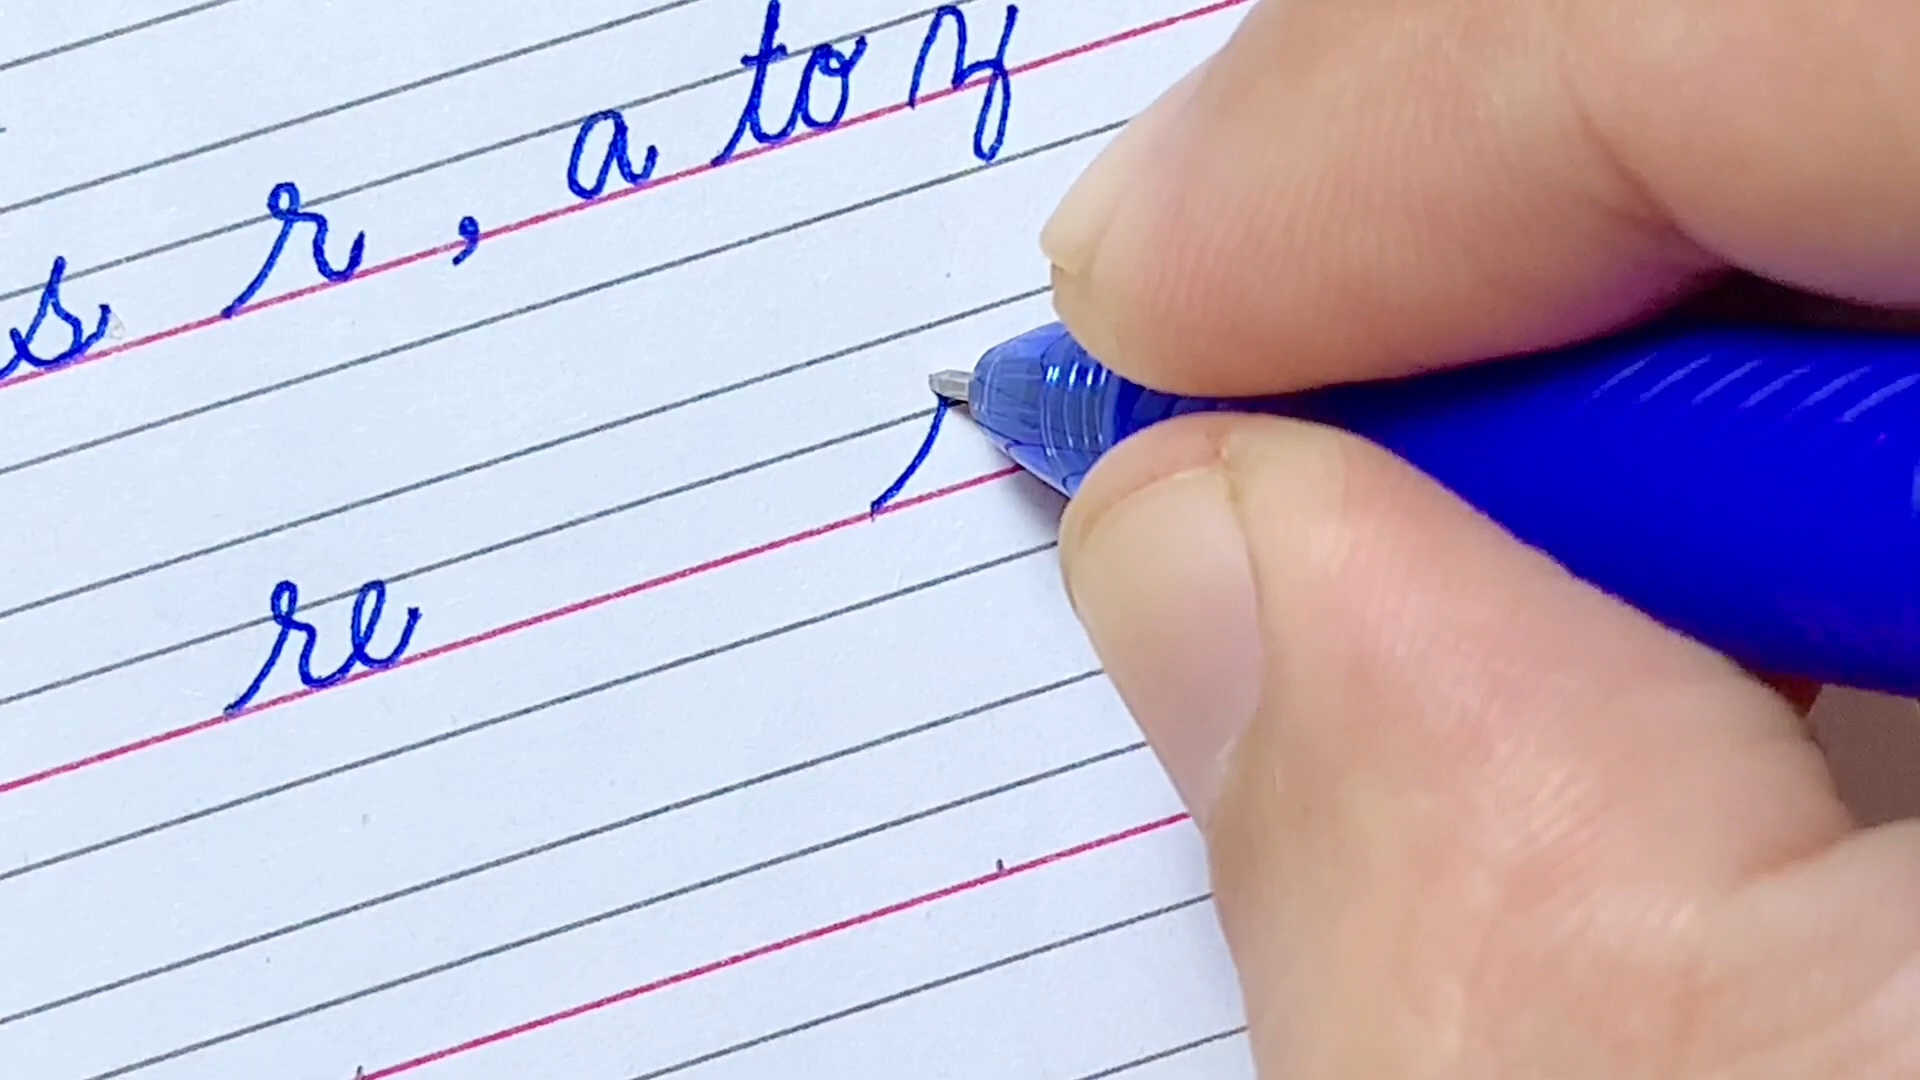 s r, a to z
re